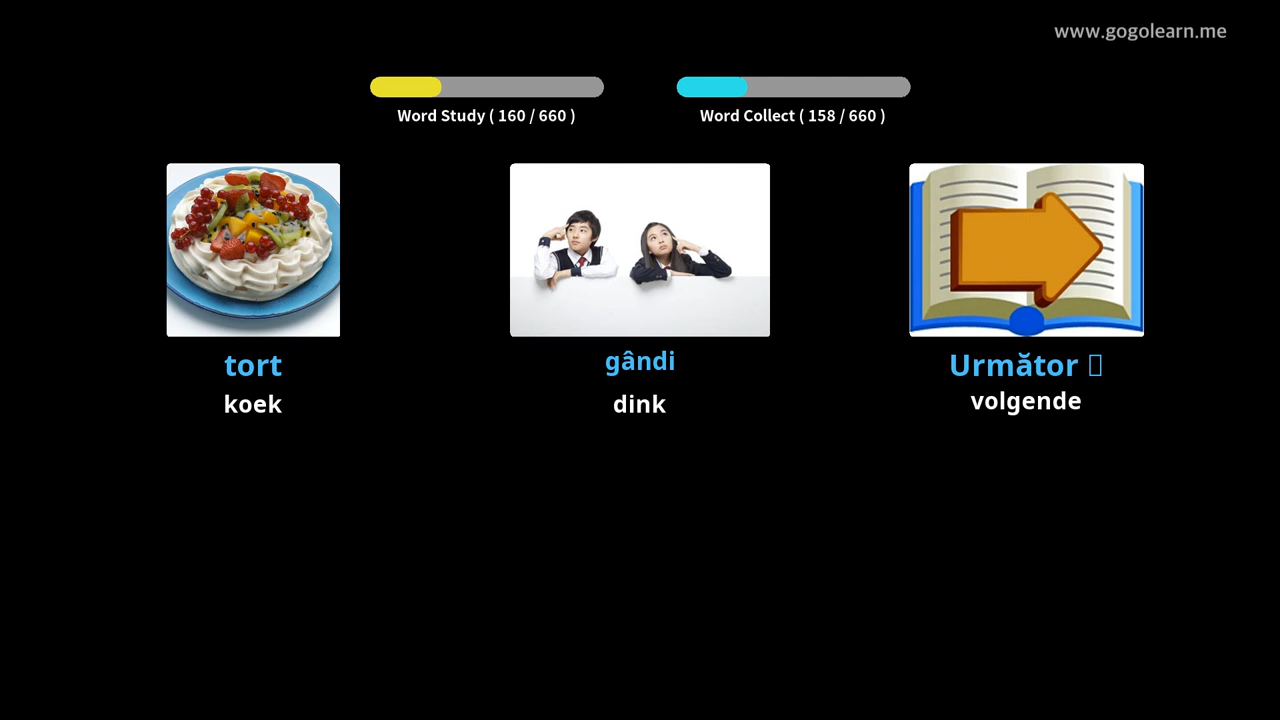 www.gogolearn.me
Word Study ( 160 / 660 )
Word Collect ( 158 / 660 )
tort
gândi
Următor
koek
dink
volgende